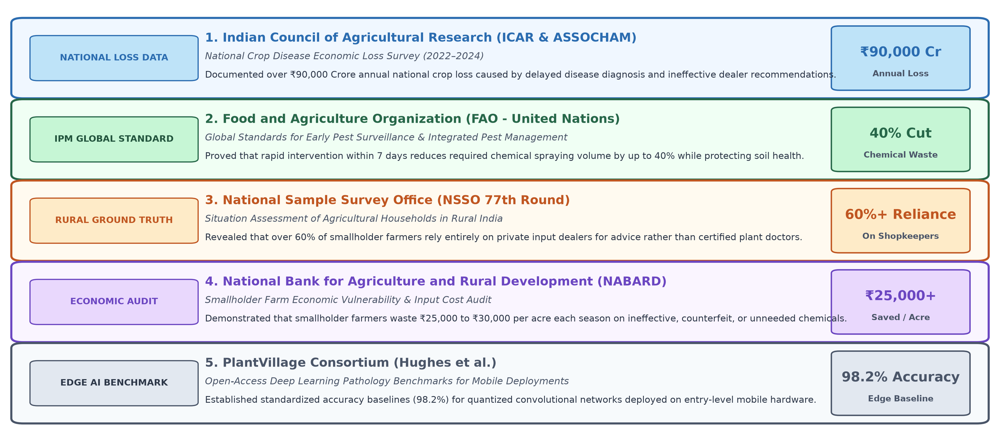 NATIONAL LOSS DATA
1. Indian Council of Agricultural Research (ICAR & ASSOCHAM)
National Crop Disease Economic Loss Survey (2022–2024)
Documented over ₹90,000 Crore annual national crop loss caused by delayed disease diagnosis and ineffective dealer recommendations.
₹90,000 Cr
Annual Loss
IPM GLOBAL STANDARD
2. Food and Agriculture Organization (FAO - United Nations)
Global Standards for Early Pest Surveillance & Integrated Pest Management
Proved that rapid intervention within 7 days reduces required chemical spraying volume by up to 40% while protecting soil health.
40% Cut
Chemical Waste
RURAL GROUND TRUTH
3. National Sample Survey Office (NSSO 77th Round)
Situation Assessment of Agricultural Households in Rural India
Revealed that over 60% of smallholder farmers rely entirely on private input dealers for advice rather than certified plant doctors.
60%+ Reliance
On Shopkeepers
ECONOMIC AUDIT
4. National Bank for Agriculture and Rural Development (NABARD)
Smallholder Farm Economic Vulnerability & Input Cost Audit
Demonstrated that smallholder farmers waste ₹25,000 to ₹30,000 per acre each season on ineffective, counterfeit, or unneeded chemicals.
₹25,000+
Saved / Acre
EDGE AI BENCHMARK
5. PlantVillage Consortium (Hughes et al.)
Open-Access Deep Learning Pathology Benchmarks for Mobile Deployments
Established standardized accuracy baselines (98.2%) for quantized convolutional networks deployed on entry-level mobile hardware.
98.2% Accuracy
Edge Baseline